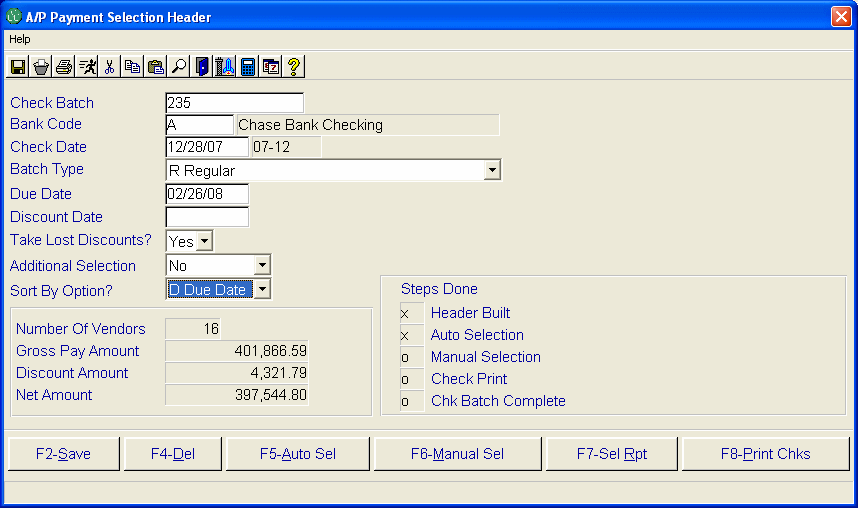 A/P Payment Selection Header
Help
Check Batch 235
Bank Code A Chase Bank Checking
Check Date 12/28/07 07-12
Batch Type R Regular
Due Date 02/26/08
Discount Date
Take Lost Discounts? Yes
Additional Selection No
Sort By Option? D Due Date
Number Of Vendors 16
Gross Pay Amount 401,866.59
Discount Amount 4,321.79
Net Amount 397,544.80
Steps Done
x Header Built
x Auto Selection
o Manual Selection
o Check Print
o Chk Batch Complete
F2-Save F4-Del F5-Auto Sel F6-Manual Sel F7-Sel Rpt F8-Print Chks